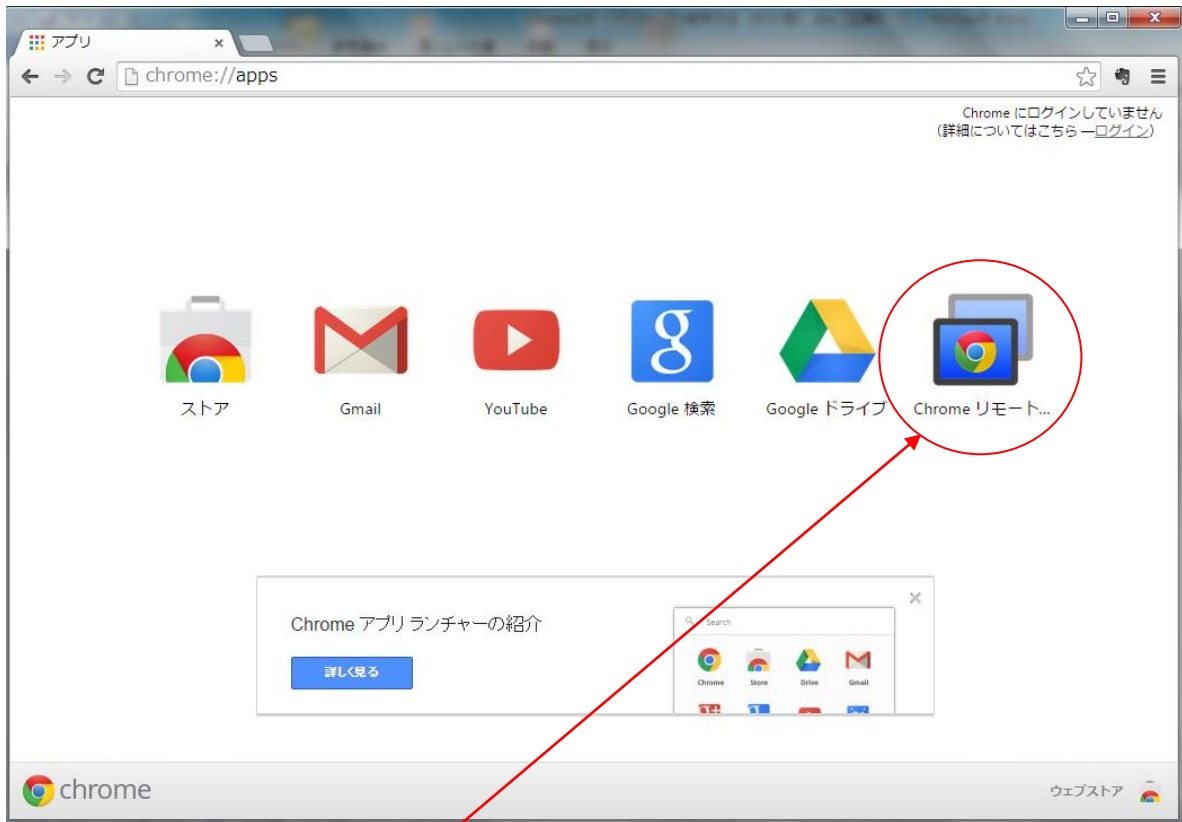 アプリ
chrome://apps
Chrome にログインしていません
(詳細についてはこちら —ログイン)
ストア
Gmail
YouTube
Google 検索
Google ドライブ
Chrome リモート...
Chrome アプリ ランチャーの紹介
詳しく見る
Search
Chrome
Store
Drive
Gmail
chrome
ウェブストア